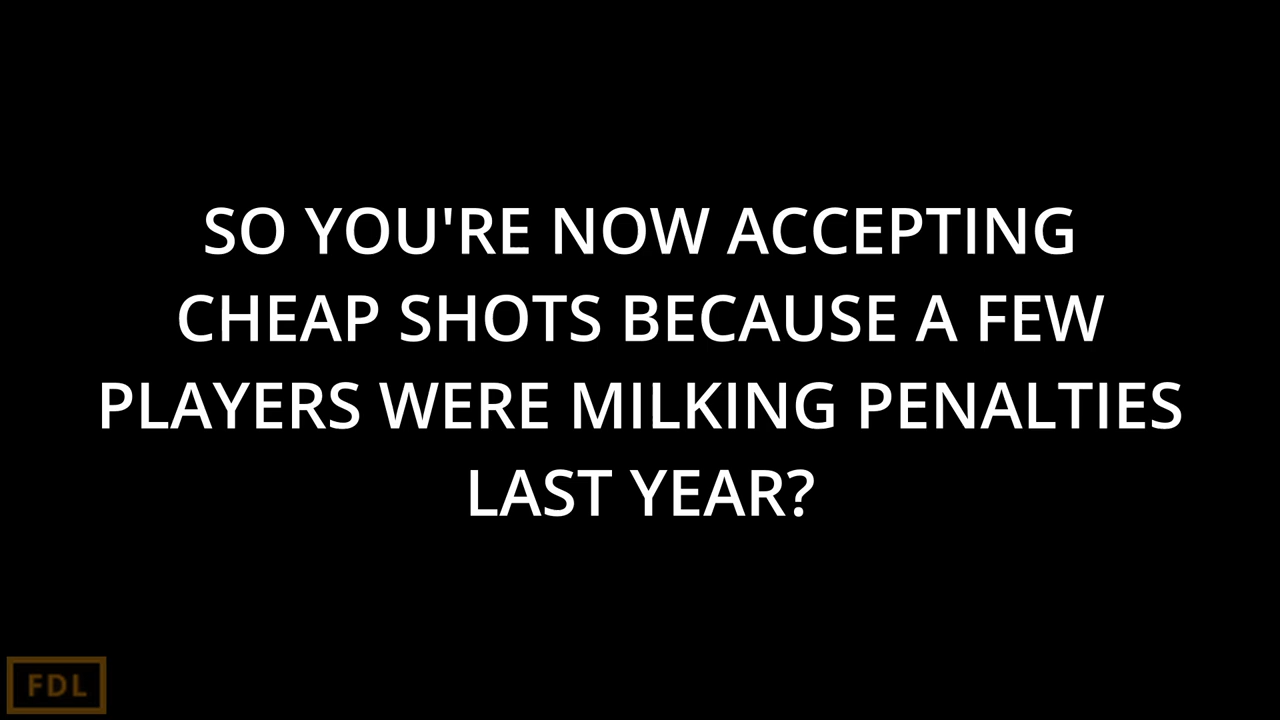 SO YOU'RE NOW ACCEPTING
CHEAP SHOTS BECAUSE A FEW
PLAYERS WERE MILKING PENALTIES
LAST YEAR?
FDL